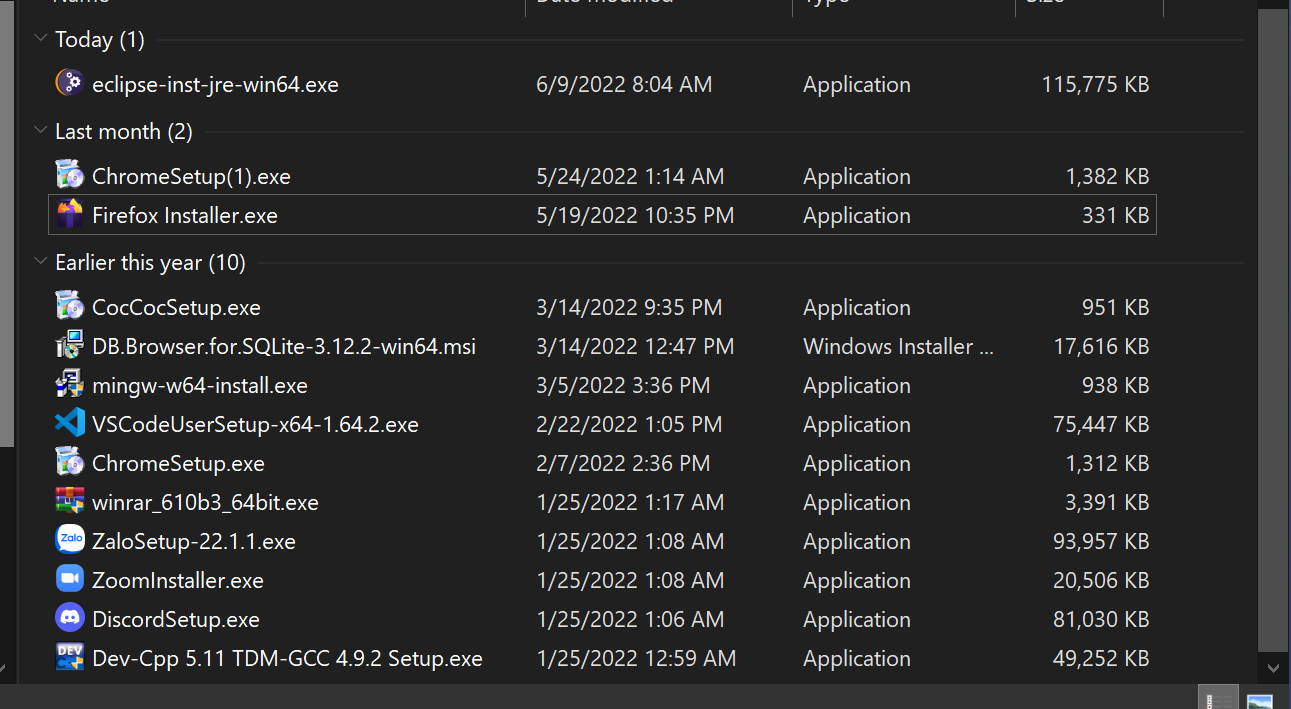 Name Date modified Type Size
Today (1)
eclipse-inst-jre-win64.exe 6/9/2022 8:04 AM Application 115,775 KB
Last month (2)
ChromeSetup(1).exe 5/24/2022 1:14 AM Application 1,382 KB
Firefox Installer.exe 5/19/2022 10:35 PM Application 331 KB
Earlier this year (10)
CocCocSetup.exe 3/14/2022 9:35 PM Application 951 KB
DB.Browser.for.SQLite-3.12.2-win64.msi 3/14/2022 12:47 PM Windows Installer ... 17,616 KB
mingw-w64-install.exe 3/5/2022 3:36 PM Application 938 KB
VSCodeUserSetup-x64-1.64.2.exe 2/22/2022 1:05 PM Application 75,447 KB
ChromeSetup.exe 2/7/2022 2:36 PM Application 1,312 KB
winrar_610b3_64bit.exe 1/25/2022 1:17 AM Application 3,391 KB
Zalo ZaloSetup-22.1.1.exe 1/25/2022 1:08 AM Application 93,957 KB
ZoomInstaller.exe 1/25/2022 1:08 AM Application 20,506 KB
DiscordSetup.exe 1/25/2022 1:06 AM Application 81,030 KB
DEV Dev-Cpp 5.11 TDM-GCC 4.9.2 Setup.exe 1/25/2022 12:59 AM Application 49,252 KB